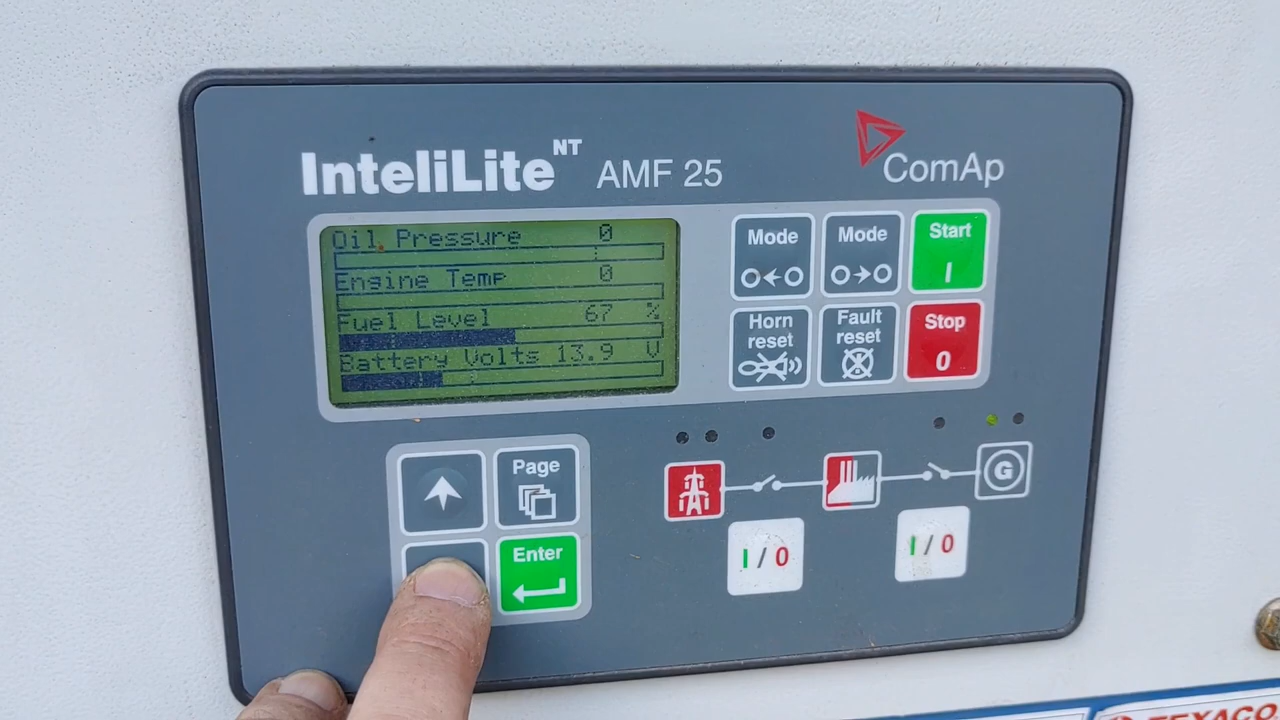 InteliLite NT AMF 25
ComAp
Oil Pressure 0
Engine Temp 0
Fuel Level 67 %
Battery Volts 13.9 V
Mode
Mode
Start
I
Horn reset
Fault reset
Stop
0
Page
Enter
G
I / 0
I / 0
TEXACO